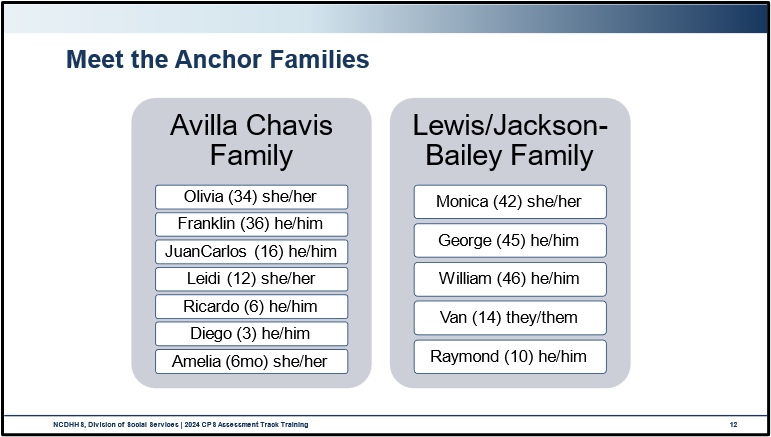 Meet the Anchor Families
Avilla Chavis
Family
Olivia (34) she/her
Franklin (36) he/him
JuanCarlos (16) he/him
Leidi (12) she/her
Ricardo (6) he/him
Diego (3) he/him
Amelia (6mo) she/her
Lewis/Jackson-
Bailey Family
Monica (42) she/her
George (45) he/him
William (46) he/him
Van (14) they/them
Raymond (10) he/him
NCDHHS, Division of Social Services | 2024 CPS Assessment Track Training
12